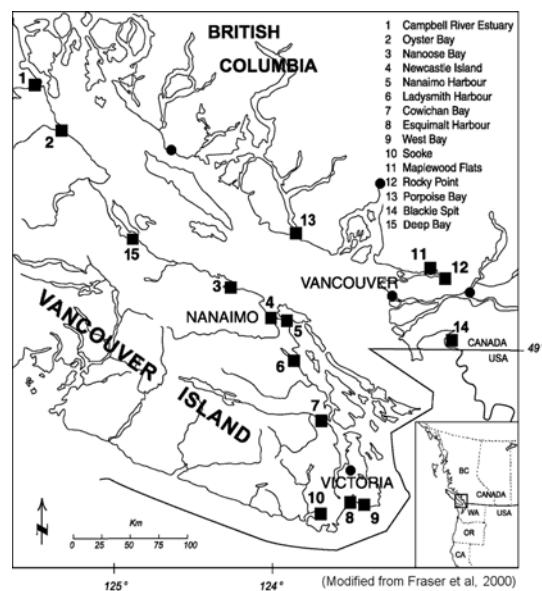 BRITISH
COLUMBIA
1 Campbell River Estuary
2 Oyster Bay
3 Nanoose Bay
4 Newcastle Island
5 Nanaimo Harbour
6 Ladysmith Harbour
7 Cowichan Bay
8 Esquimalt Harbour
9 West Bay
10 Sooke
11 Maplewood Flats
12 Rocky Point
13 Porpoise Bay
14 Blackie Spit
15 Deep Bay
1
2
13
15
11
12
3
VANCOUVER
4
NANAIMO
5
14
CANADA
USA
49
6
VANCOUVER
ISLAND
7
VICTORIA
10
8
9
N
Km
0 25 50 75 100
BC
CANADA
WA
USA
OR
CA
125°
124°
(Modified from Fraser et al, 2000)